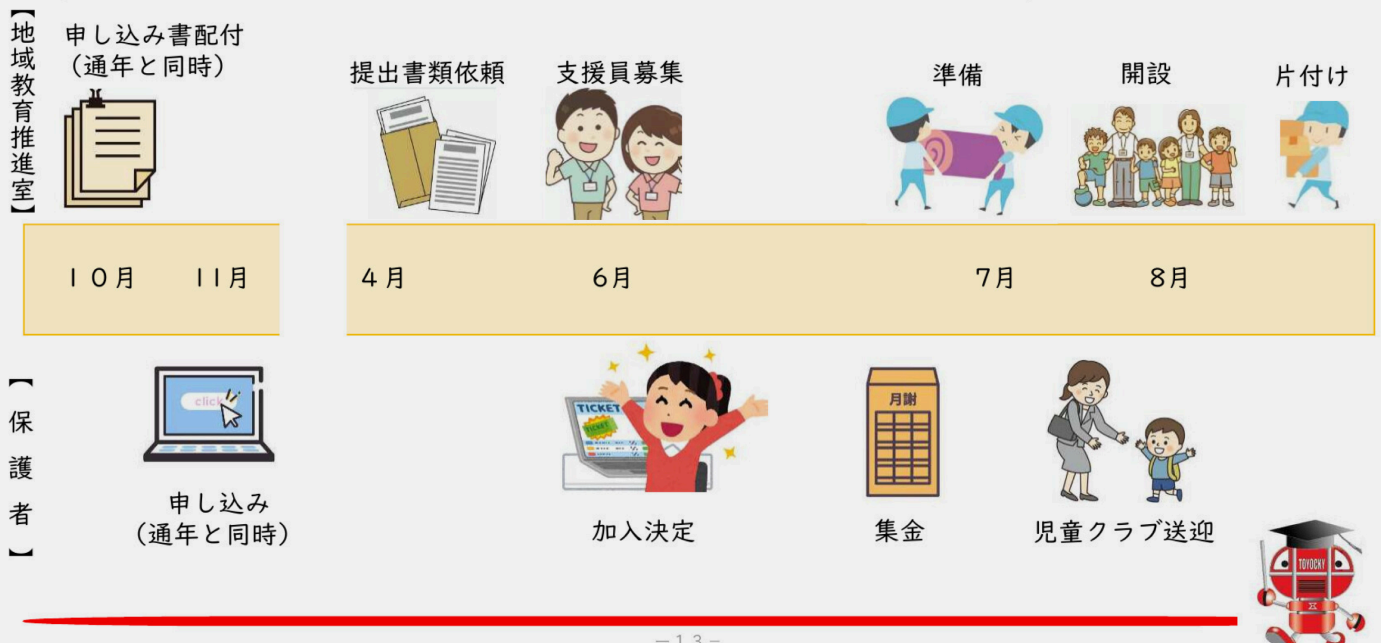 【地域教育推進室】
申し込み書配付
（通年と同時）
提出書類依頼
支援員募集
準備
開設
片付け
10月
11月
4月
6月
7月
8月
【保護者】
click
申し込み
（通年と同時）
TICKET
TICKET
加入決定
月謝
集金
児童クラブ送迎
TOYOCKY
－13－